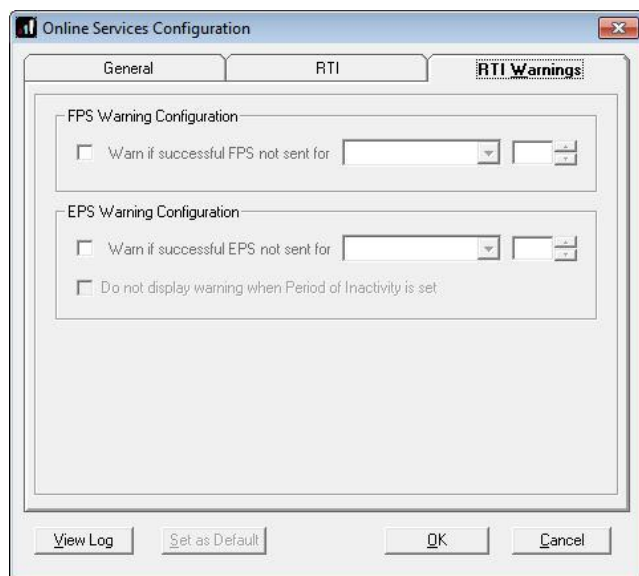 Online Services Configuration
General
RTI
RTI Warnings
FPS Warning Configuration
Warn if successful FPS not sent for
EPS Warning Configuration
Warn if successful EPS not sent for
Do not display warning when Period of Inactivity is set
View Log
Set as Default
OK
Cancel